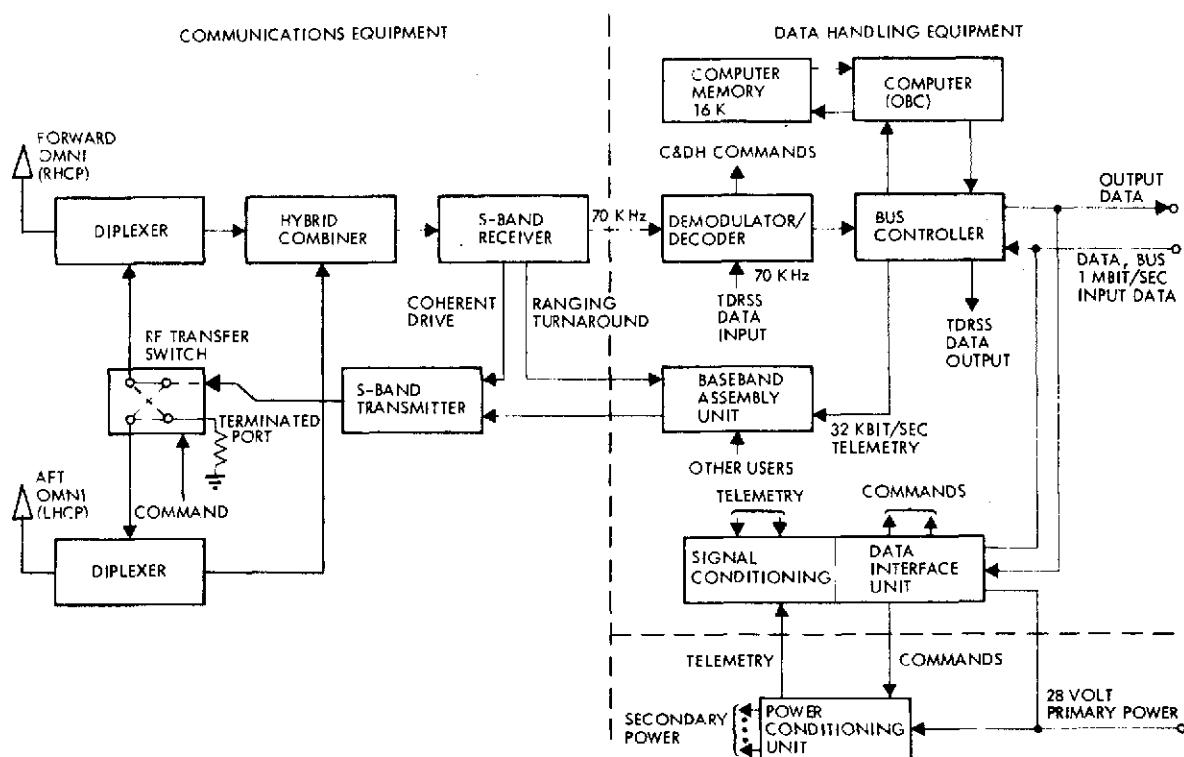 COMMUNICATIONS EQUIPMENT
DATA HANDLING EQUIPMENT
COMPUTER
MEMORY
16 K
COMPUTER
(OBC)
FORWARD
OMNI
(RHCP)
C&DH COMMANDS
OUTPUT
DATA
DIPLEXER
HYBRID
COMBINER
S-BAND
RECEIVER
70 KHz
DEMODULATOR/
DECODER
BUS
CONTROLLER
DATA, BUS
1 MBIT/SEC
INPUT DATA
70 KHz
COHERENT
DRIVE
RANGING
TURNAROUND
TDRSS
DATA
INPUT
TDRSS
DATA
OUTPUT
RF TRANSFER
SWITCH
S-BAND
TRANSMITTER
BASEBAND
ASSEMBLY
UNIT
TERMINATED
PORT
32 KBIT/SEC
TELEMETRY
OTHER USERS
AFT
OMNI
(LHCP)
COMMAND
TELEMETRY
COMMANDS
DIPLEXER
SIGNAL
CONDITIONING
DATA
INTERFACE
UNIT
TELEMETRY
COMMANDS
28 VOLT
PRIMARY POWER
SECONDARY
POWER
POWER
CONDITIONING
UNIT